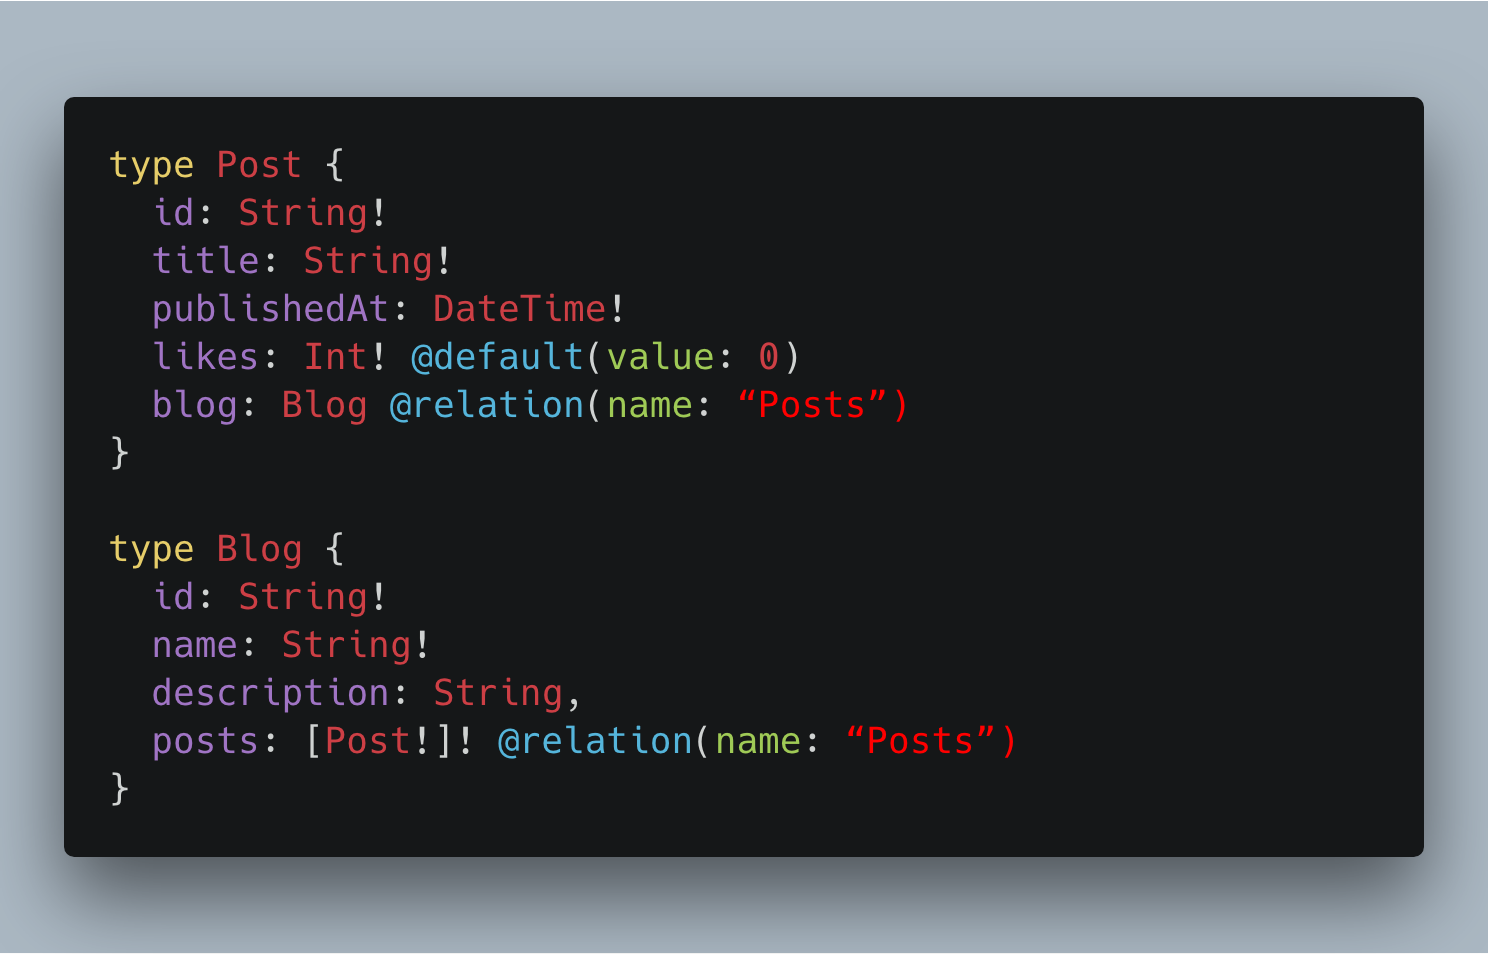 type Post {
  id: String!
  title: String!
  publishedAt: DateTime!
  likes: Int! @default(value: 0)
  blog: Blog @relation(name: “Posts”)
}

type Blog {
  id: String!
  name: String!
  description: String,
  posts: [Post!]! @relation(name: “Posts”)
}